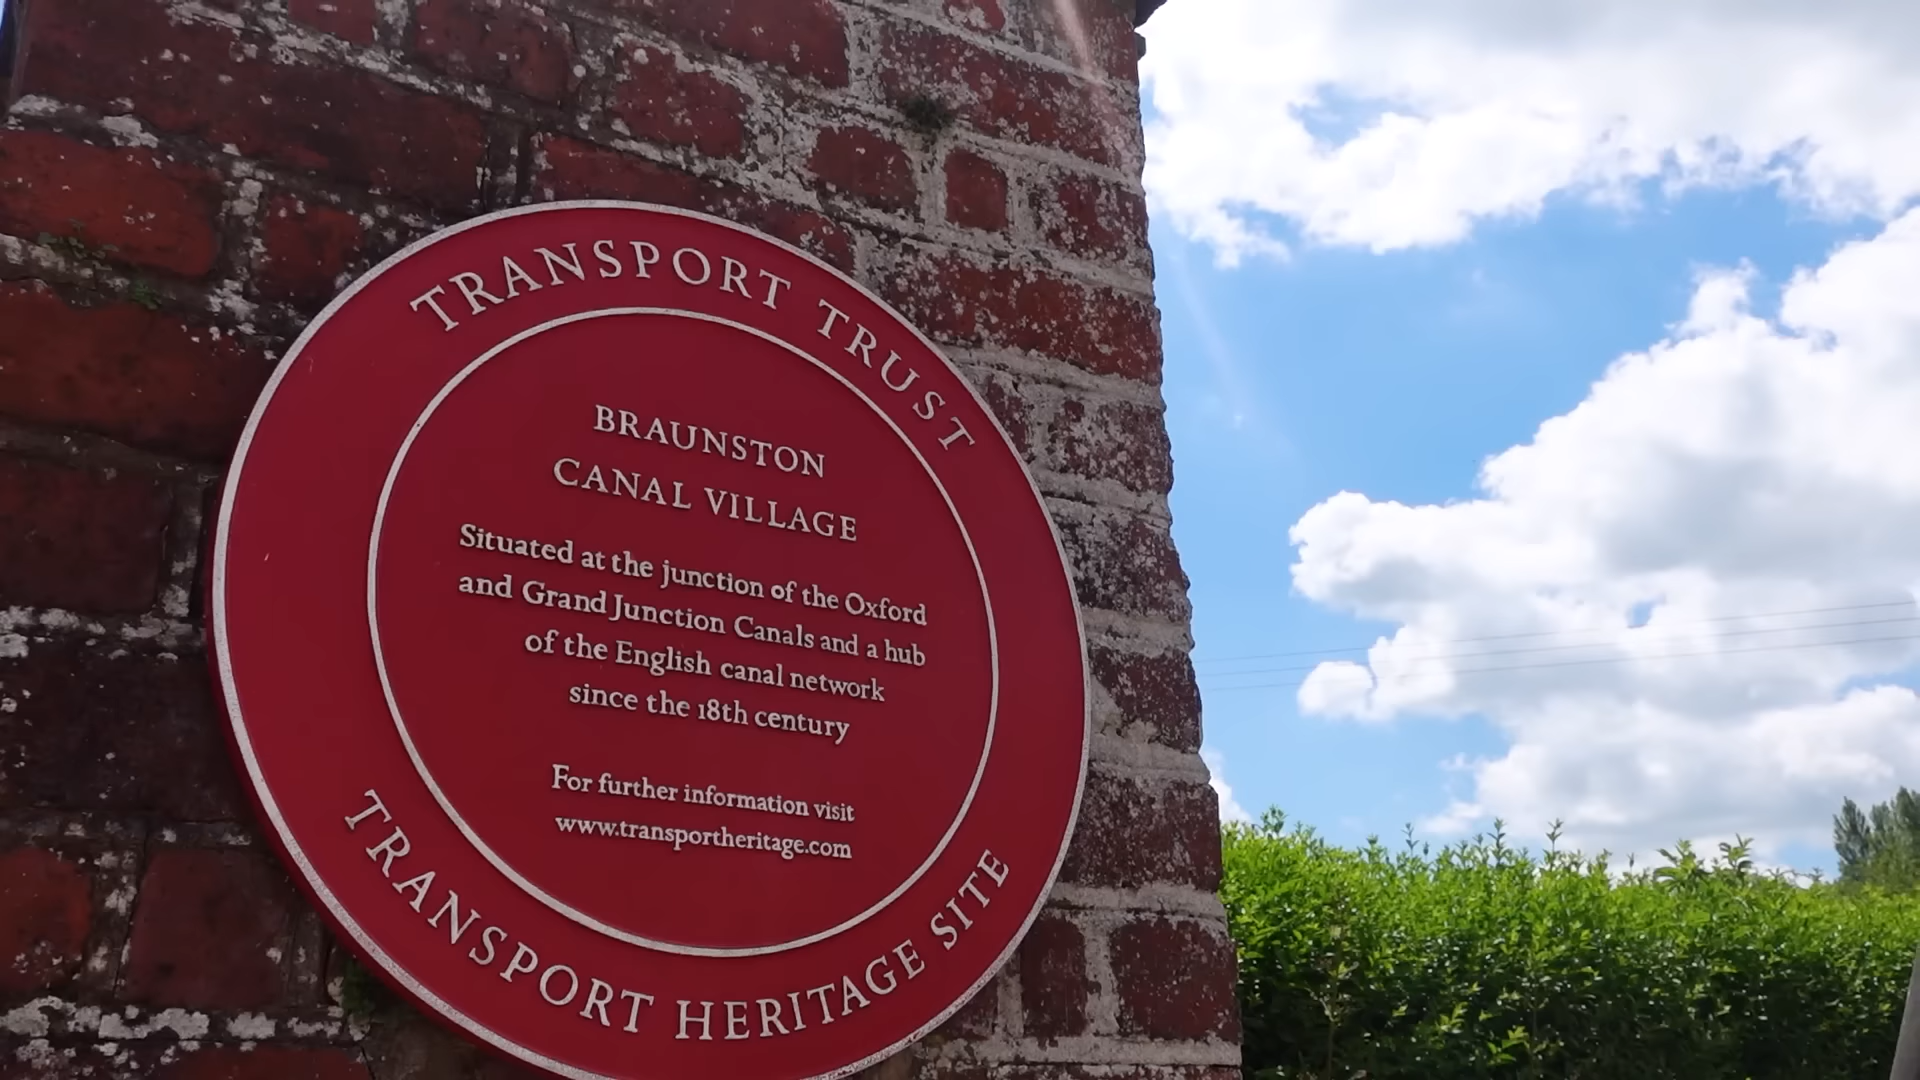 TRANSPORT TRUST
BRAUNSTON
CANAL VILLAGE
Situated at the junction of the Oxford
and Grand Junction Canals and a hub
of the English canal network
since the 18th century
For further information visit
www.transportheritage.com
TRANSPORT HERITAGE SITE